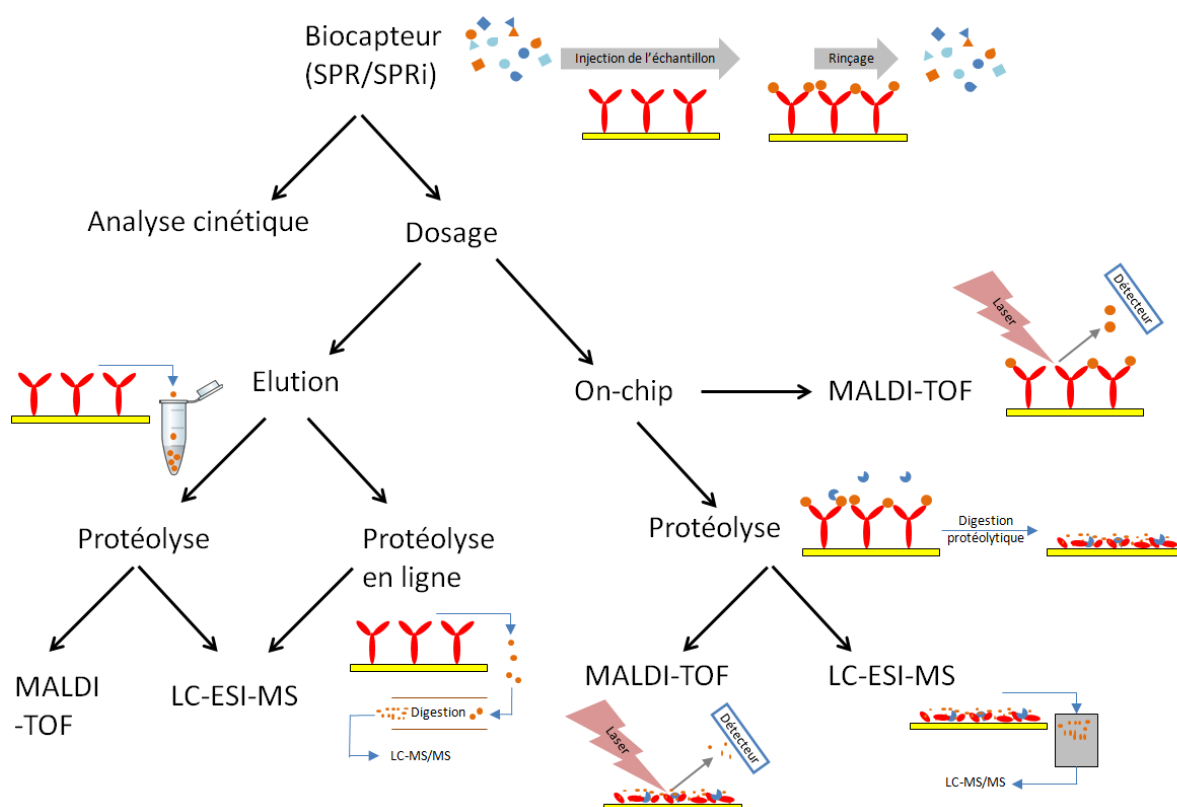 Biocapteur
(SPR/SPRi)
Injection de l'échantillon
Rinçage
Analyse cinétique
Dosage
Laser
Détecteur
Elution
On-chip
MALDI-TOF
Protéolyse
Protéolyse
en ligne
Protéolyse
Digestion
protéolytique
MALDI
-TOF
LC-ESI-MS
Digestion
LC-MS/MS
MALDI-TOF
LC-ESI-MS
Laser
Détecteur
LC-MS/MS